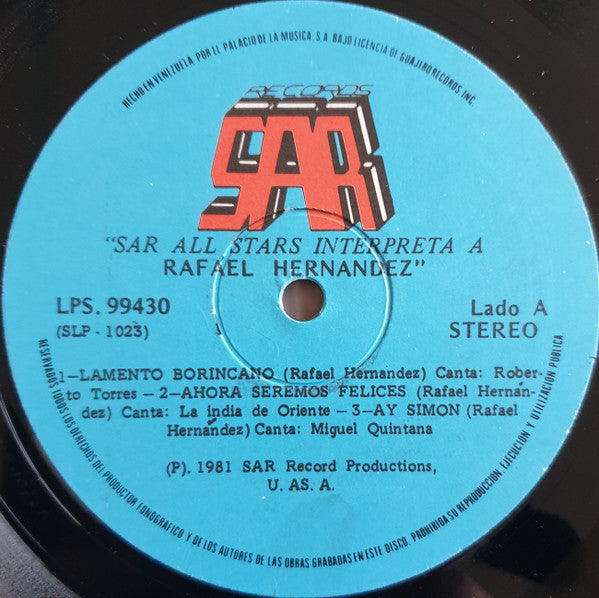 HECHO EN VENEZUELA POR EL PALACIO DE LA MUSICA. S.A. BAJO LICENCIA DE GUAJIRO RECORDS, INC.
RECORDS
SAR
"SAR ALL STARS INTERPRETA A
RAFAEL HERNANDEZ"
LPS. 99430
Lado A
(SLP - 1023)
STEREO
1—LAMENTO BORINCANO (Rafael Hernandez) Canta: Rober-
to Torres — 2—AHORA SEREMOS FELICES (Rafael Hernán-
dez) Canta: La india de Oriente — 3—AY SIMON (Rafael
Hernández) Canta: Miguel Quintana
(P). 1981 SAR Record Productions,
U. AS. A.
RESERVADOS TODOS LOS DERECHOS DEL PRODUCTOR FONOGRAFICO Y DE LOS AUTORES DE LAS OBRAS GRABADAS EN ESTE DISCO PROHIBIDA SU REPRODUCCION, EJECUCION Y UTILIZACION PUBLICA